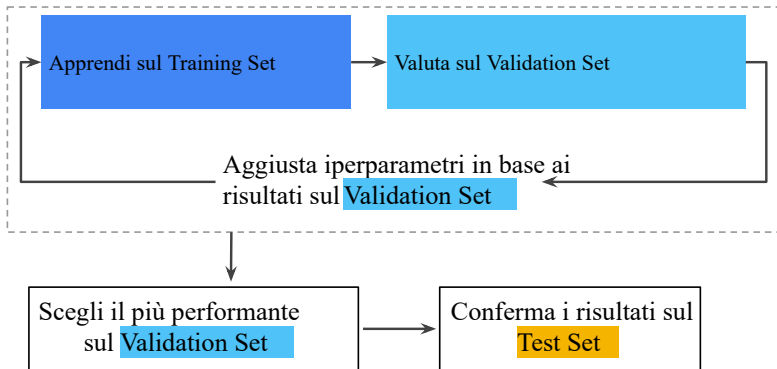 Apprendi sul Training Set
Valuta sul Validation Set
Aggiusta iperparametri in base ai
risultati sul Validation Set
Scegli il più performante
sul Validation Set
Conferma i risultati sul
Test Set